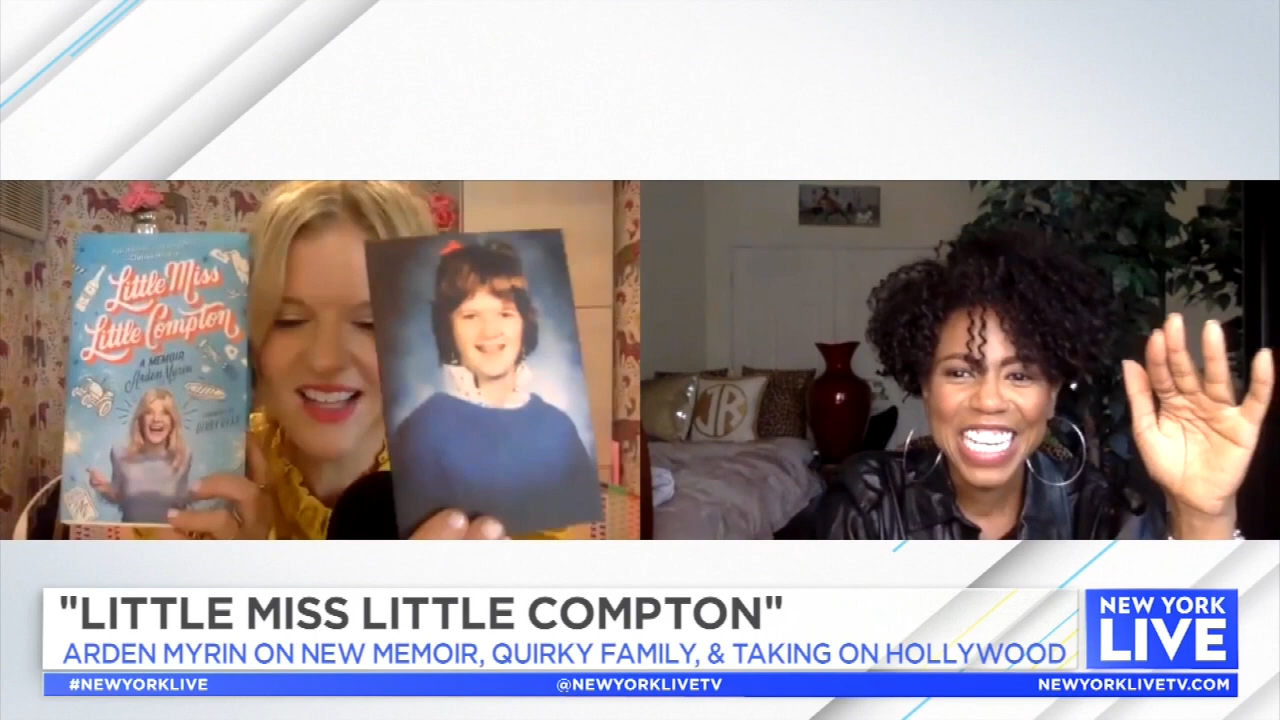 Little Miss
Little Compton
A MEMOIR
Arden Myrin
JR
"LITTLE MISS LITTLE COMPTON"
ARDEN MYRIN ON NEW MEMOIR, QUIRKY FAMILY, & TAKING ON HOLLYWOOD
NEW YORK
LIVE
#NEWYORKLIVE
@NEWYORKLIVETV
NEWYORKLIVETV.COM